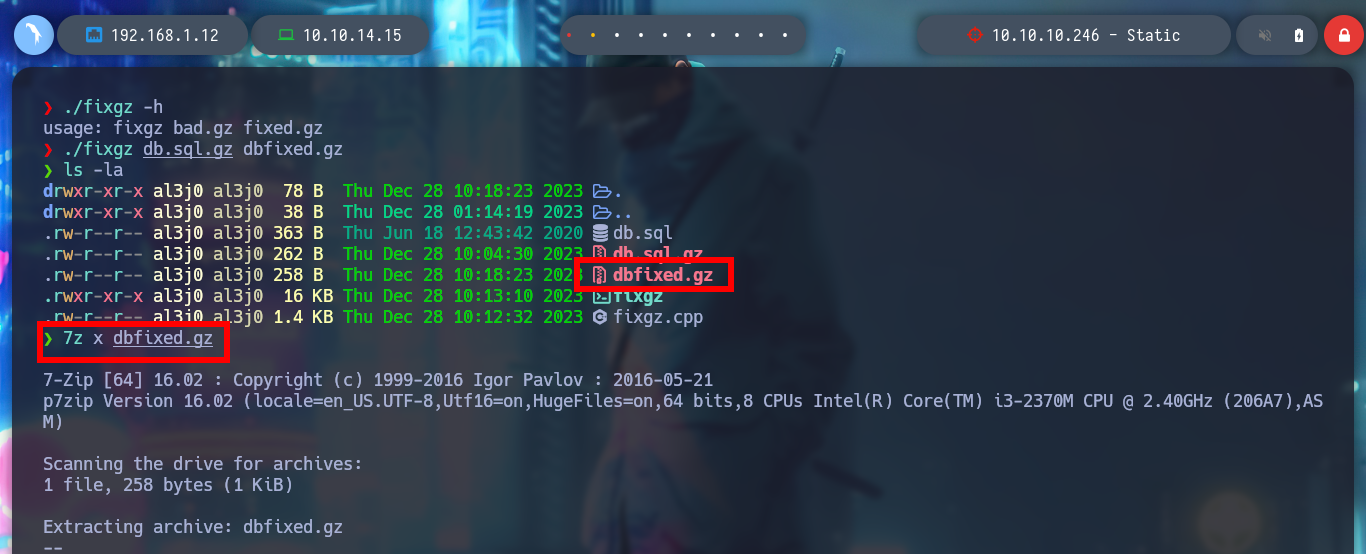 192.168.1.12 10.10.14.15 10.10.10.246 - Static
❯ ./fixgz -h
usage: fixgz bad.gz fixed.gz
❯ ./fixgz db.sql.gz dbfixed.gz
❯ ls -la
drwxr-xr-x al3j0 al3j0 78 B Thu Dec 28 10:18:23 2023 .
drwxr-xr-x al3j0 al3j0 38 B Thu Dec 28 01:14:19 2023 ..
.rw-r--r-- al3j0 al3j0 363 B Thu Jun 18 12:43:42 2020 db.sql
.rw-r--r-- al3j0 al3j0 262 B Thu Dec 28 10:04:30 2023 db.sql.gz
.rw-r--r-- al3j0 al3j0 258 B Thu Dec 28 10:18:23 2023 dbfixed.gz
.rwxr-xr-x al3j0 al3j0 16 KB Thu Dec 28 10:13:10 2023 fixgz
.rw-r--r-- al3j0 al3j0 1.4 KB Thu Dec 28 10:12:32 2023 fixgz.cpp
❯ 7z x dbfixed.gz
7-Zip [64] 16.02 : Copyright (c) 1999-2016 Igor Pavlov : 2016-05-21
p7zip Version 16.02 (locale=en_US.UTF-8,Utf16=on,HugeFiles=on,64 bits,8 CPUs Intel(R) Core(TM) i3-2370M CPU @ 2.40GHz (206A7),AS
M)
Scanning the drive for archives:
1 file, 258 bytes (1 KiB)
Extracting archive: dbfixed.gz
--